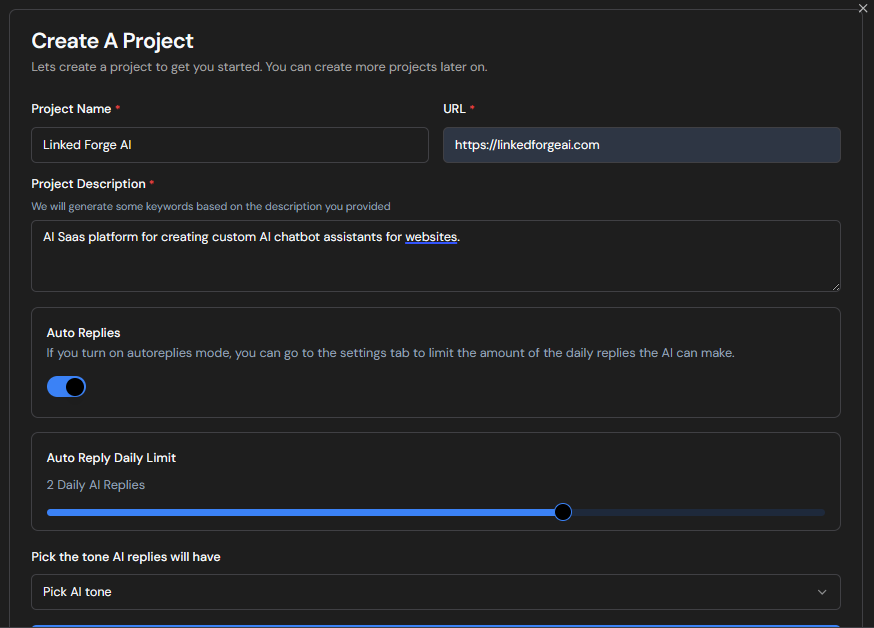 Create A Project
Lets create a project to get you started. You can create more projects later on.
Project Name *
URL *
Linked Forge AI
https://linkedforgeai.com
Project Description *
We will generate some keywords based on the description you provided
AI Saas platform for creating custom AI chatbot assistants for websites.
Auto Replies
If you turn on autoreplies mode, you can go to the settings tab to limit the amount of the daily replies the AI can make.
Auto Reply Daily Limit
2 Daily AI Replies
Pick the tone AI replies will have
Pick AI tone